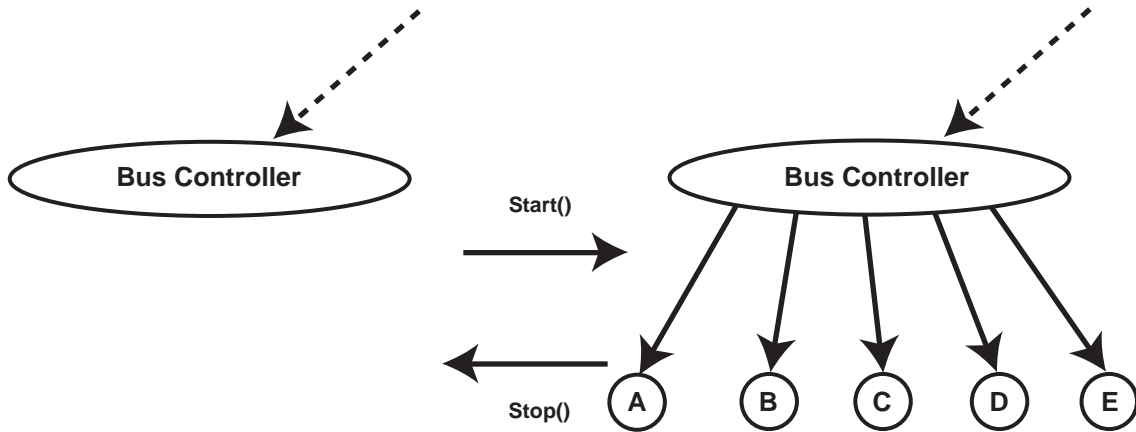 Bus Controller
Bus Controller
Start()
Stop()
A
B
C
D
E